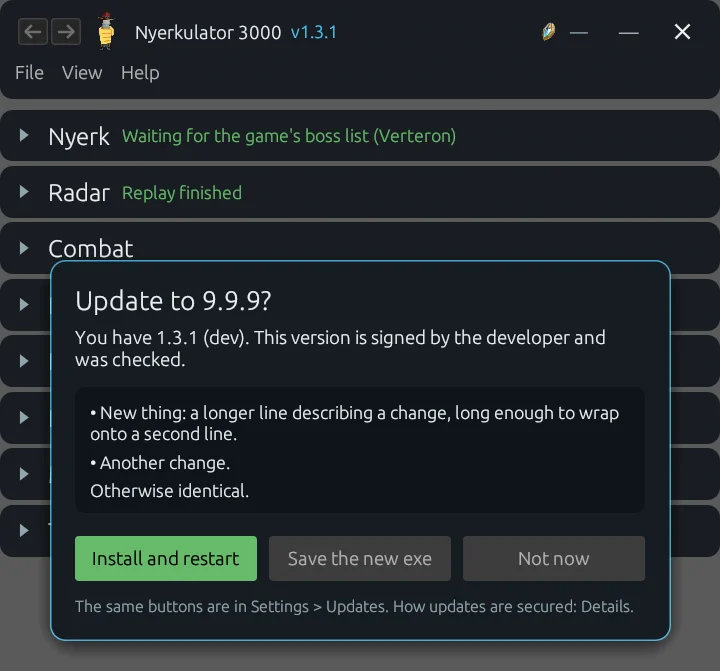 Nyerkulator 3000 v1.3.1
File View Help
Nyerk Waiting for the game's boss list (Verteron)
Radar Replay finished
Combat
Update to 9.9.9?
You have 1.3.1 (dev). This version is signed by the developer and
was checked.
• New thing: a longer line describing a change, long enough to wrap
onto a second line.
• Another change.
Otherwise identical.
Install and restart Save the new exe Not now
The same buttons are in Settings > Updates. How updates are secured: Details.